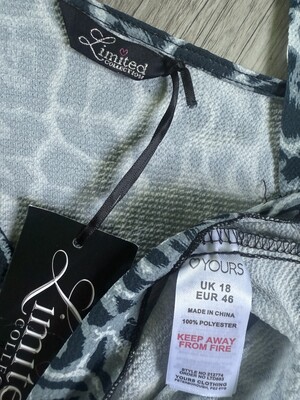 Limited
COLLECTION
Limited
COLLE
YOURS
UK 18
EUR 46
MADE IN CHINA
100% POLYESTER
KEEP AWAY
FROM FIRE
YOURS CLOTHING